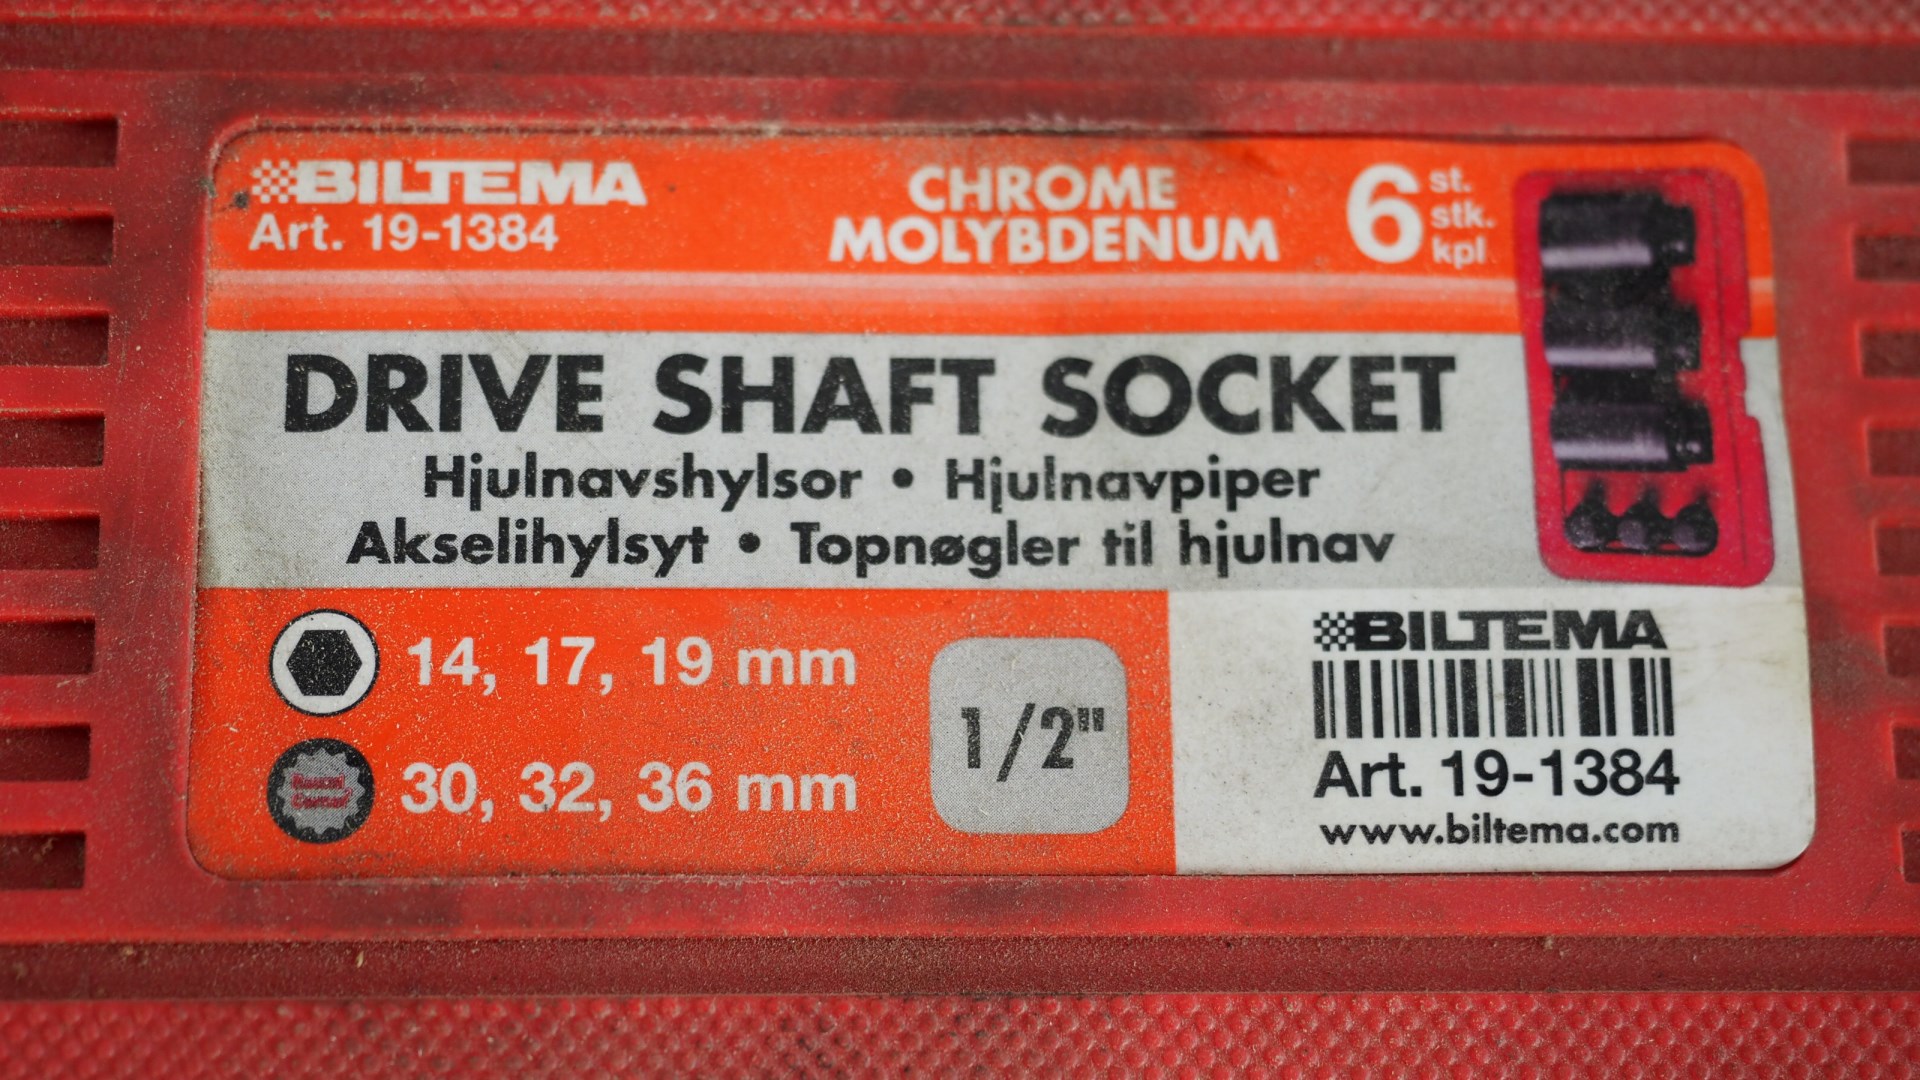 BILTEMA
Art. 19-1384
CHROME
MOLYBDENUM
6
st.
stk.
kpl
DRIVE SHAFT SOCKET
Hjulnavshylsor • Hjulnavpiper
Akselihylsyt • Topnøgler til hjulnav
14, 17, 19 mm
30, 32, 36 mm
1/2"
BILTEMA
Art. 19-1384
www.biltema.com